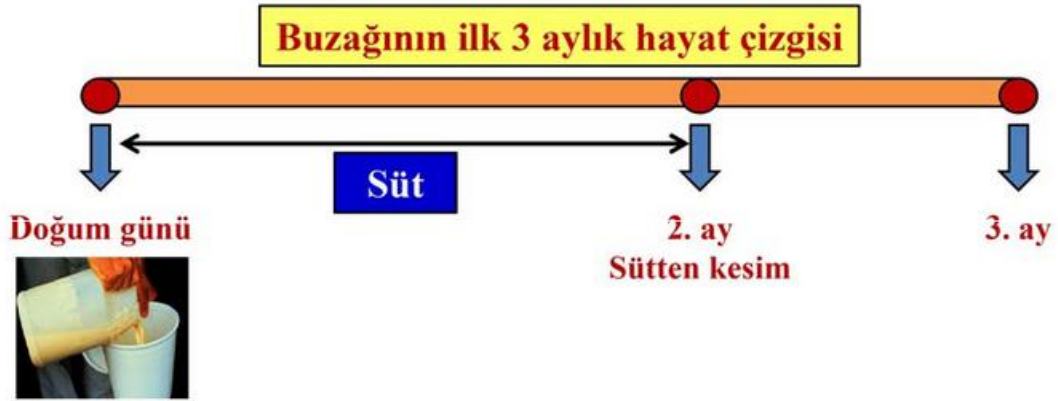 Buzağının ilk 3 aylık hayat çizgisi
Süt
Doğum günü
2. ay
Sütten kesim
3. ay